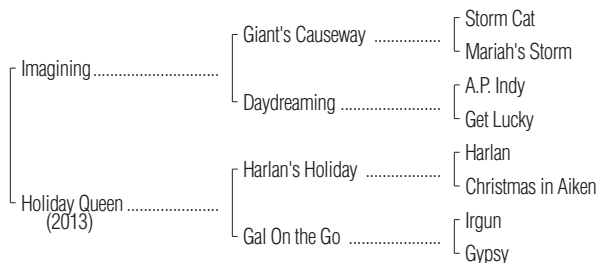 Storm Cat
Giant's Causeway ..................
Mariah's Storm
Imagining............................
A.P. Indy
Daydreaming ......................
Get Lucky
Harlan
Harlan's Holiday .................
Christmas in Aiken
Holiday Queen ....................
(2013)
Irgun
Gal On the Go ....................
Gypsy